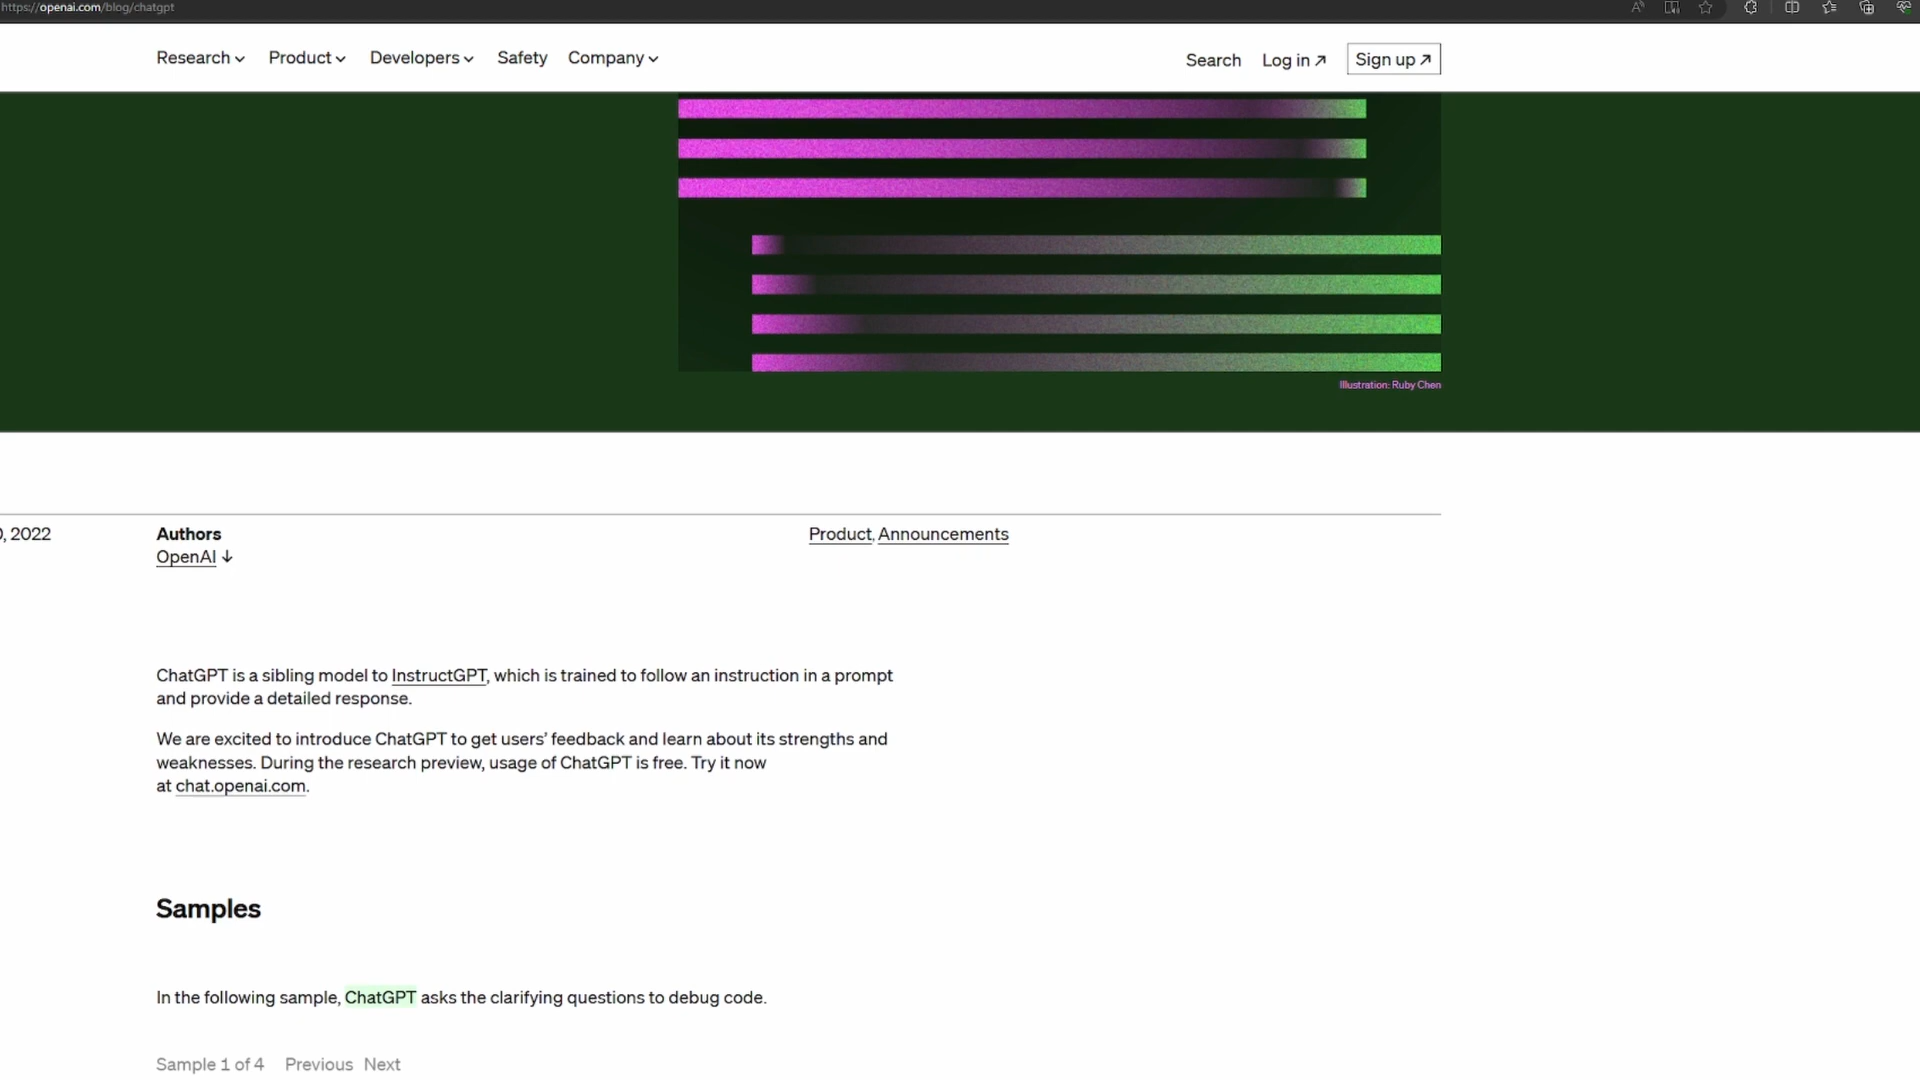 https://openai.com/blog/chatgpt
Research Product Developers Safety Company Search Log in ↗ Sign up ↗
Illustration: Ruby Chen
, 2022 Authors Product, Announcements
OpenAI ↓
ChatGPT is a sibling model to InstructGPT, which is trained to follow an instruction in a prompt
and provide a detailed response.
We are excited to introduce ChatGPT to get users’ feedback and learn about its strengths and
weaknesses. During the research preview, usage of ChatGPT is free. Try it now
at chat.openai.com.
Samples
In the following sample, ChatGPT asks the clarifying questions to debug code.
Sample 1 of 4 Previous Next